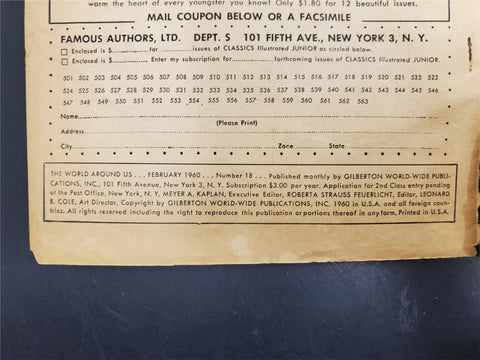 warm the heart of every youngster you know! Only $1.80 for 12 beautiful issues.
MAIL COUPON BELOW OR A FACSIMILE
FAMOUS AUTHORS, LTD. DEPT. S 101 FIFTH AVE., NEW YORK 3, N. Y.
Enclosed is $ for issues of CLASSICS Illustrated JUNIOR as circled below.
Enclosed is $ Enter my subscription for forthcoming issues of CLASSICS Illustrated JUNIOR.
501 502 503 504 505 506 507 508 509 510 511 512 513 514 515 516 517 518 519 520 521 522 523
524 525 526 527 528 529 530 531 532 533 534 535 536 537 538 539 540 541 542 543 544 545 546
547 548 549 550 551 552 553 554 555 556 557 558 559 560 561 562 563
Name
(Please Print)
Address
City Zone State
THE WORLD AROUND US ... FEBRUARY 1960 ... Number 18 ... Published monthly by GILBERTON WORLD-WIDE PUBLI-
CATIONS, INC., 101 Fifth Avenue, New York 3, N. Y. Subscription $3.00 per year. Application for 2nd Class entry pending
at the Post Office, New York, N. Y. MEYER A. KAPLAN, Executive Editor, ROBERTA STRAUSS FEUERLICHT, Editor, LEONARD
B. COLE, Art Director. Copyright by GILBERTON WORLD-WIDE PUBLICATIONS, INC. 1960 in U.S.A. and all foreign coun-
tries. All rights reserved including the right to reproduce this publication or portions thereof in any form. Printed in U.S.A.